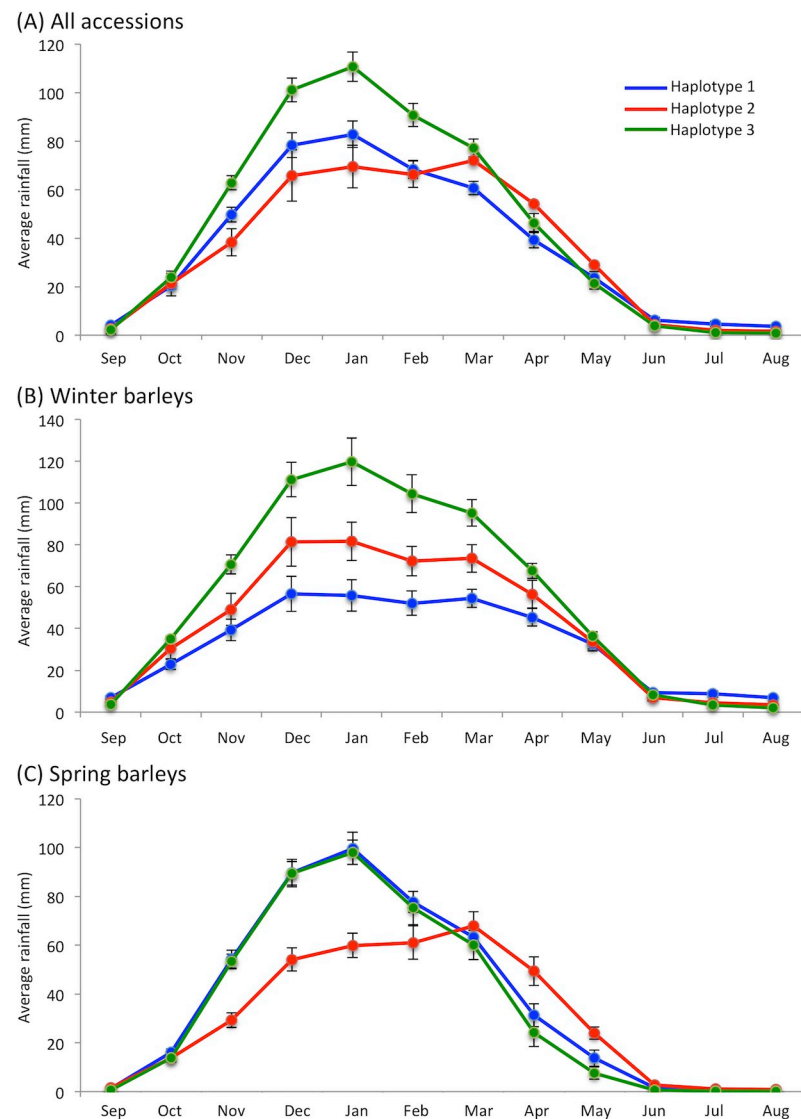 (A) All accessions
120
100
80
60
40
20
0
Average rainfall (mm)
Haplotype 1
Haplotype 2
Haplotype 3
Sep Oct Nov Dec Jan Feb Mar Apr May Jun Jul Aug
(B) Winter barleys
140
120
100
80
60
40
20
0
Average rainfall (mm)
Sep Oct Nov Dec Jan Feb Mar Apr May Jun Jul Aug
(C) Spring barleys
120
100
80
60
40
20
0
Average rainfall (mm)
Sep Oct Nov Dec Jan Feb Mar Apr May Jun Jul Aug